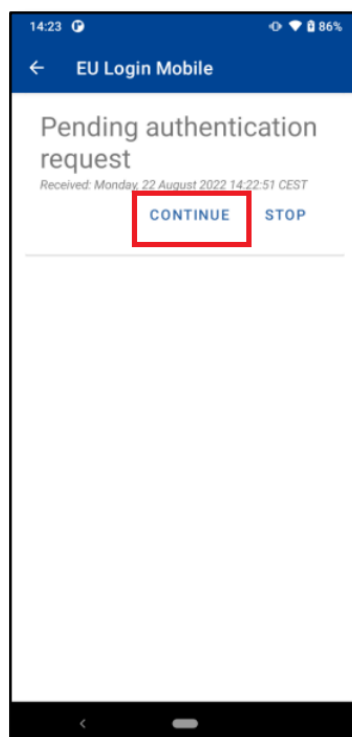 14:23 86%
EU Login Mobile
Pending authentication
request
Received: Monday, 22 August 2022 14:22:51 CEST
CONTINUE STOP